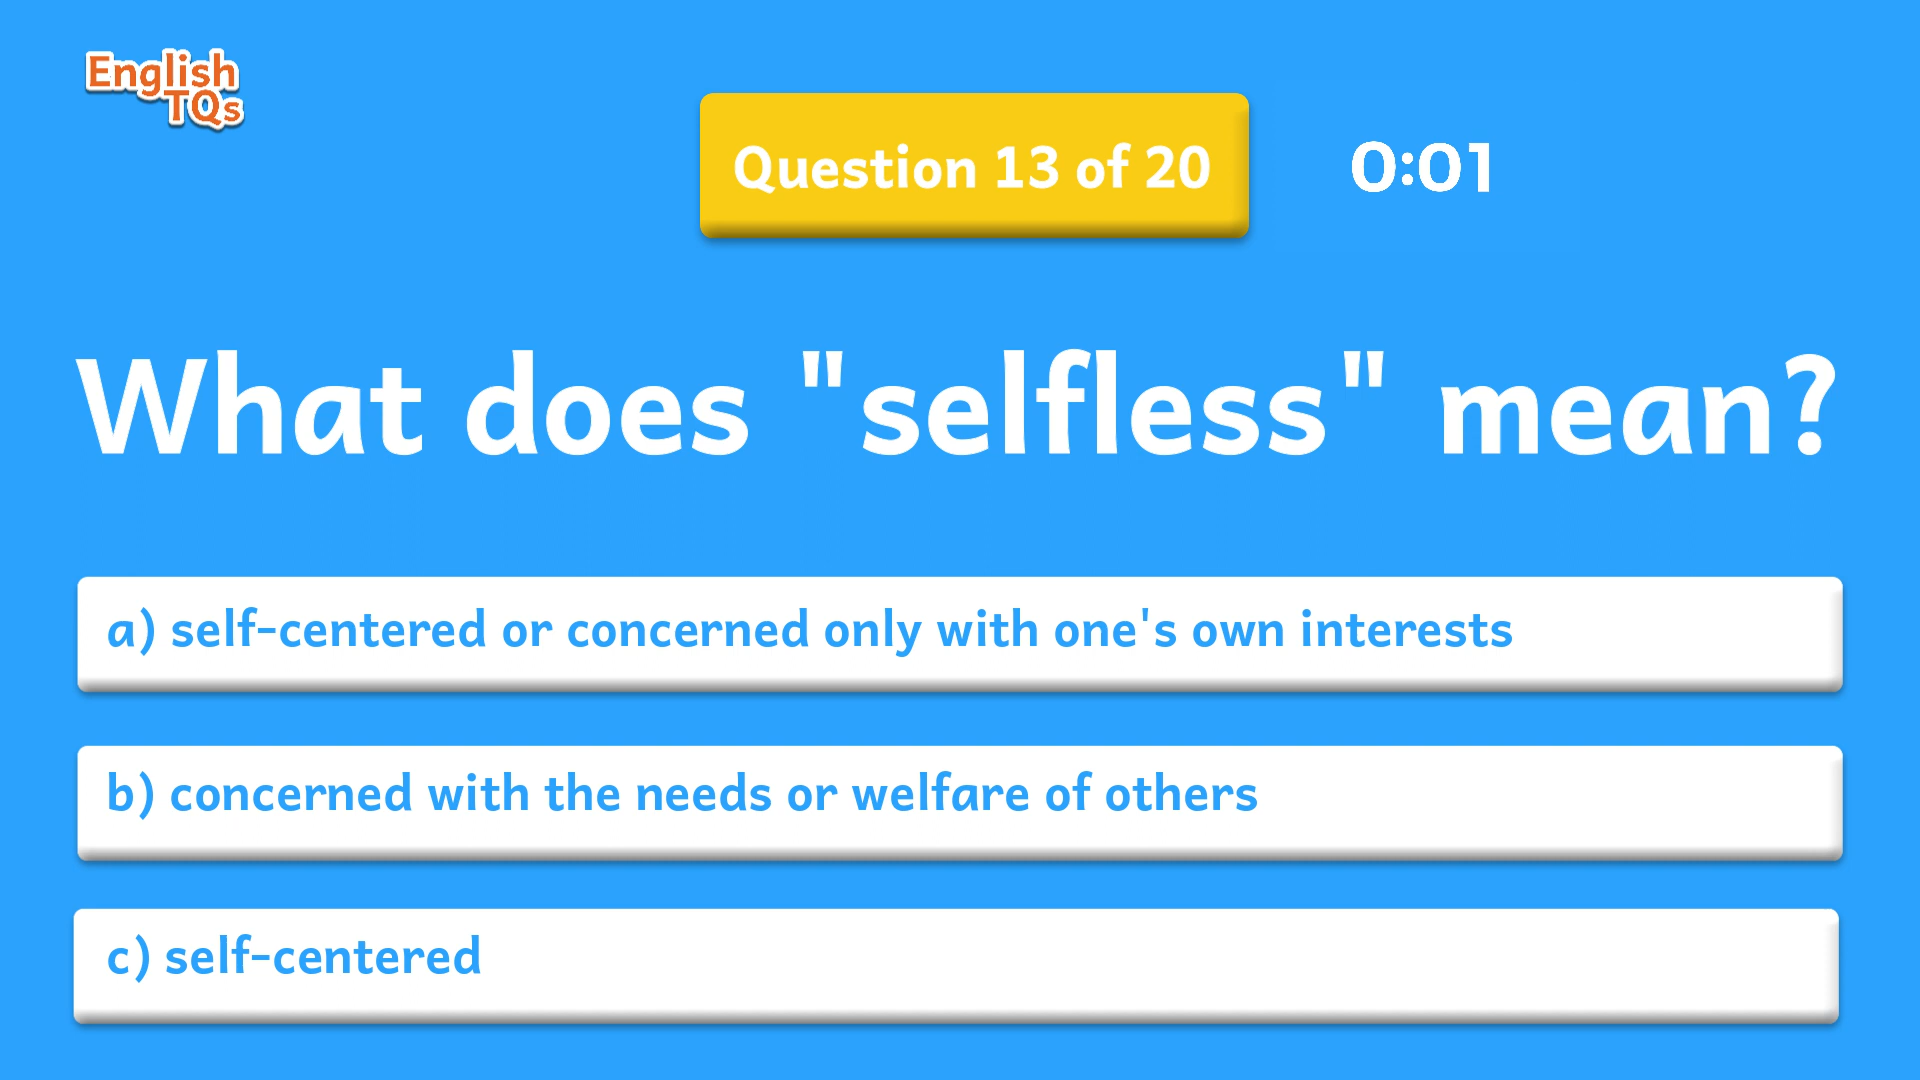 English
TQs
Question 13 of 20
0:01
What does "selfless" mean?
a) self-centered or concerned only with one's own interests
b) concerned with the needs or welfare of others
c) self-centered